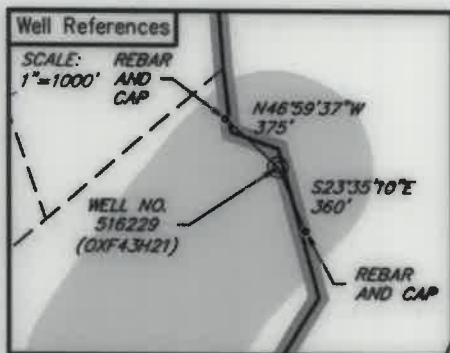 Well References
SCALE:
1"=1000'
REBAR
AND
CAP
N46°59'37"W
375'
S23°35'10"E
360'
WELL NO.
516229
(OXF43H21)
REBAR
AND CAP